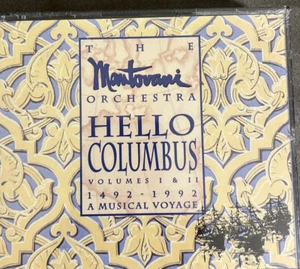 THE
Mantovani
ORCHESTRA
HELLO
COLUMBUS
VOLUMES I & II
1492-1992
A MUSICAL VOYAGE